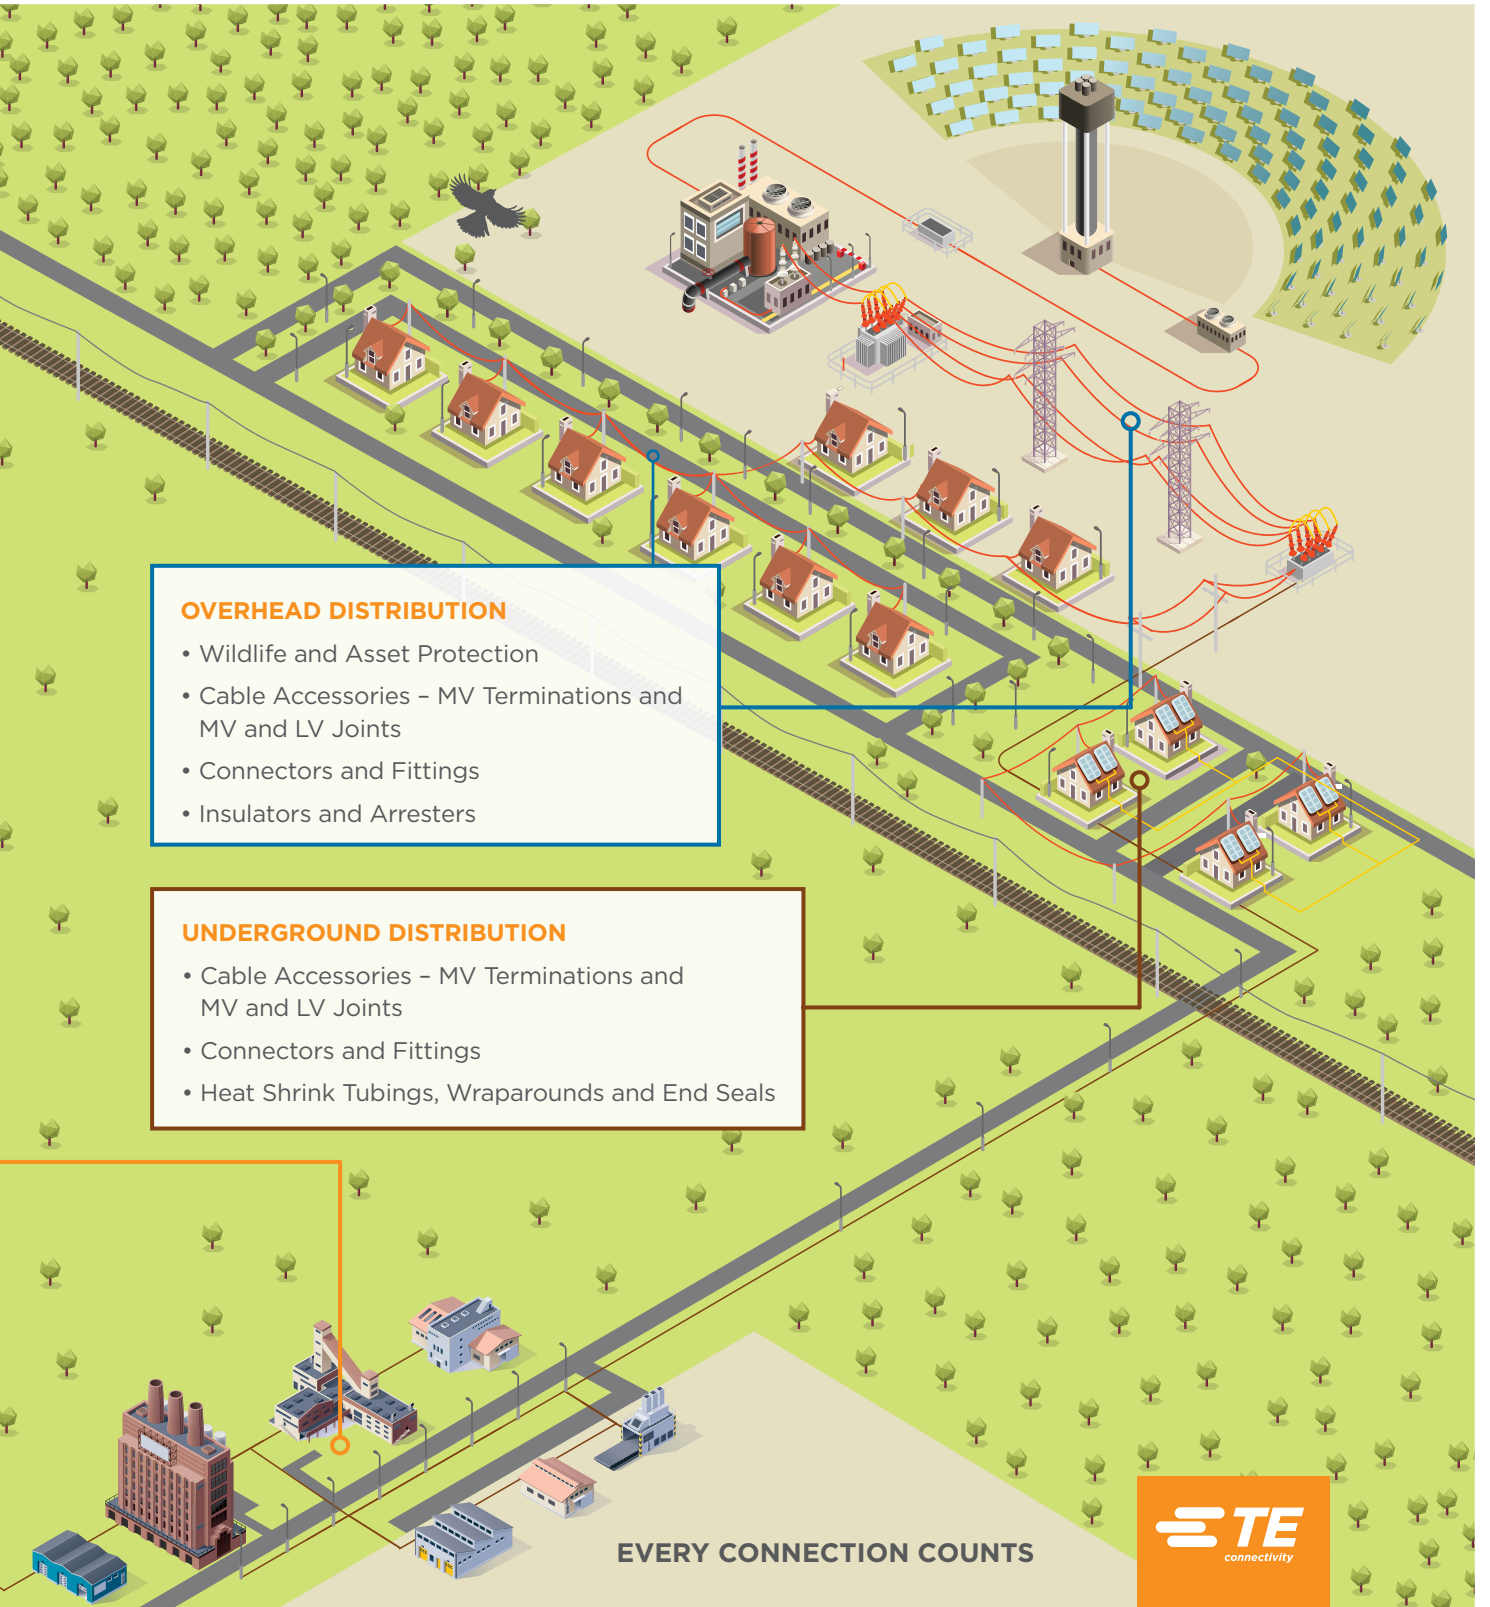 OVERHEAD DISTRIBUTION
• Wildlife and Asset Protection
• Cable Accessories – MV Terminations and
MV and LV Joints
• Connectors and Fittings
• Insulators and Arresters
UNDERGROUND DISTRIBUTION
• Cable Accessories – MV Terminations and
MV and LV Joints
• Connectors and Fittings
• Heat Shrink Tubings, Wraparounds and End Seals
EVERY CONNECTION COUNTS
TE
connectivity